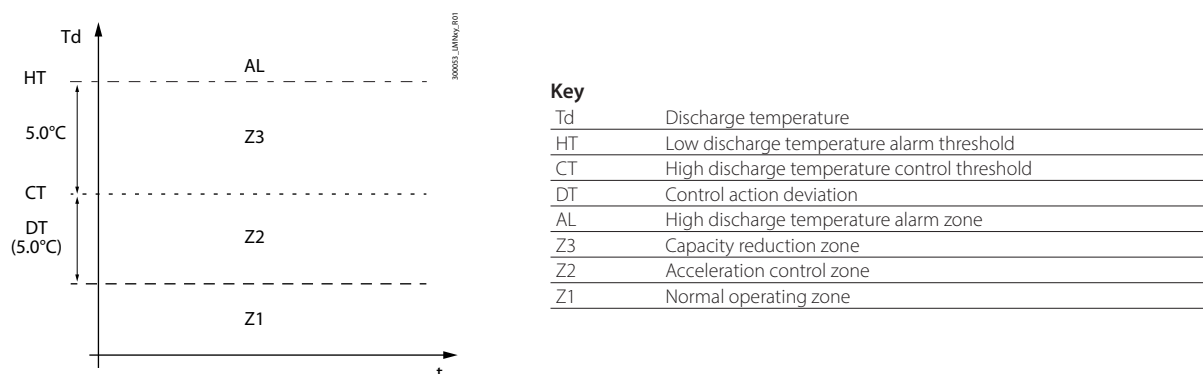 Td
HT
5.0°C
CT
DT
(5.0°C)
AL
Z3
Z2
Z1
t
Key
Td Discharge temperature
HT Low discharge temperature alarm threshold
CT High discharge temperature control threshold
DT Control action deviation
AL High discharge temperature alarm zone
Z3 Capacity reduction zone
Z2 Acceleration control zone
Z1 Normal operating zone